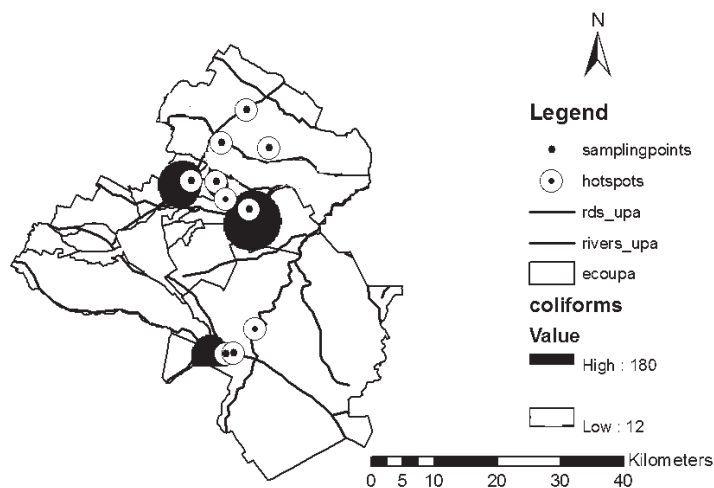 N
Legend
samplingpoints
hotspots
rds_upa
rivers_upa
ecoupa
coliforms
Value
High : 180
Low : 12
Kilometers
0 5 10 20 30 40